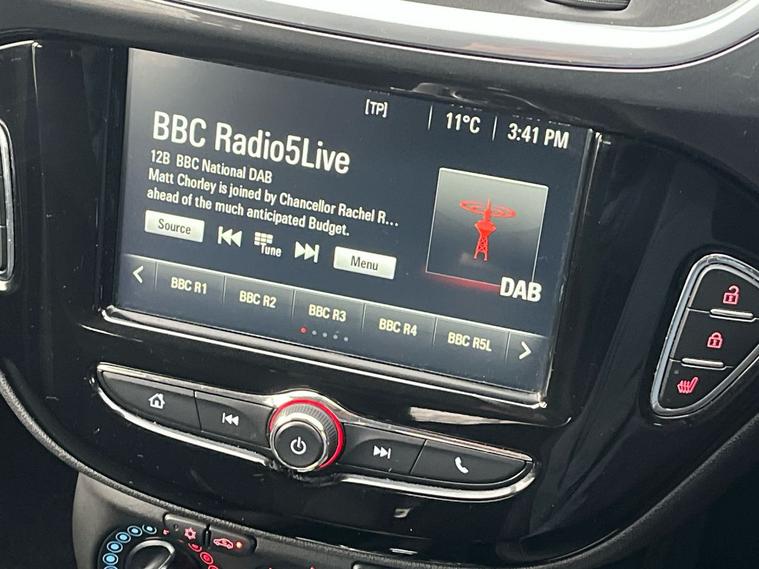 [TP]
11°C
3:41 PM
BBC Radio5Live
12B BBC National DAB
Matt Chorley is joined by Chancellor Rachel R...
ahead of the much anticipated Budget.
Source
Tune
Menu
DAB
BBC R1
BBC R2
BBC R3
BBC R4
BBC R5L